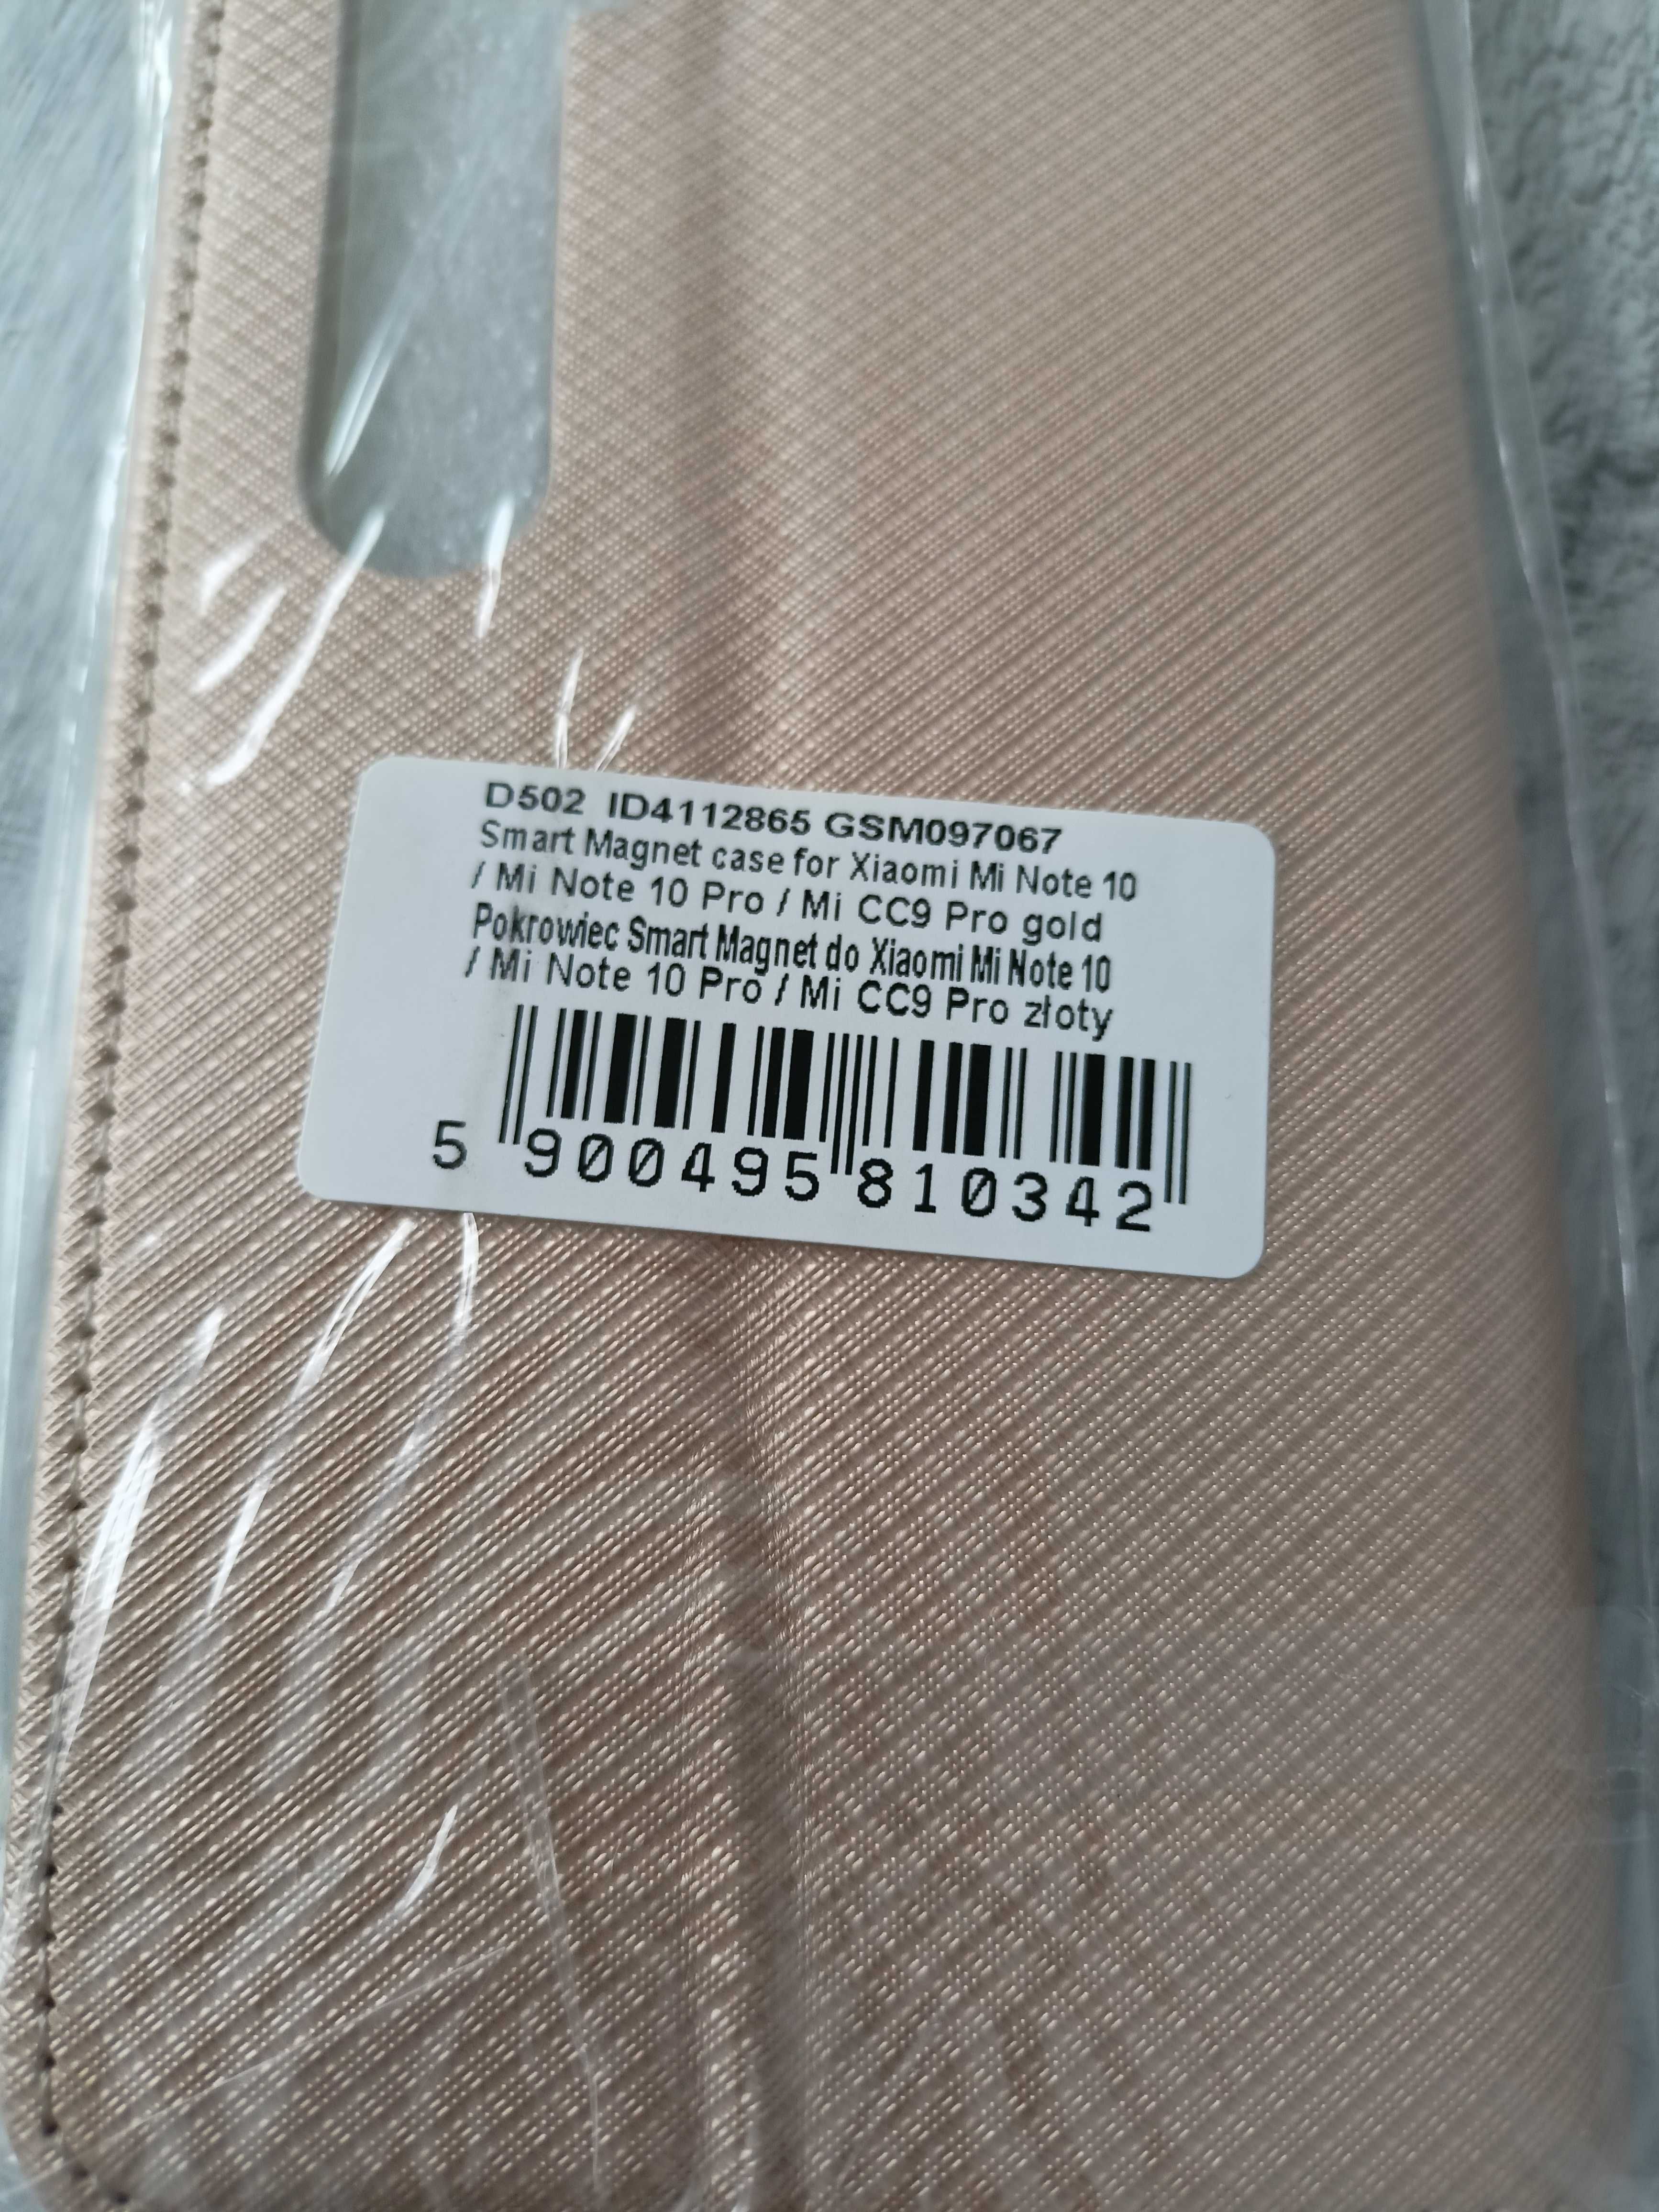 D502 ID4112865 GSM097067
Smart Magnet case for Xiaomi Mi Note 10
/ Mi Note 10 Pro / Mi CC9 Pro gold
Pokrowiec Smart Magnet do Xiaomi Mi Note 10
/ Mi Note 10 Pro / Mi CC9 Pro złoty
5 900495 810342